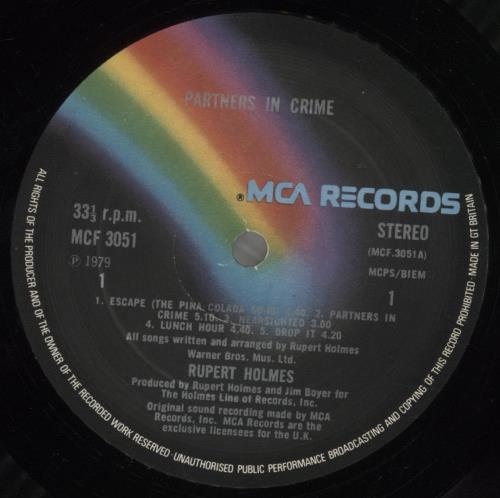 PARTNERS IN CRIME
® MCA RECORDS
33⅓ r.p.m.
MCF 3051
Ⓟ 1979
1
STEREO
(MCF.3051A)
MCPS/BIEM
1
1. ESCAPE (THE PINA COLADA SONG) 4.40. 2. PARTNERS IN
CRIME 5.10. 3. NEARSIGHTED 3.00
4. LUNCH HOUR 4.40. 5. DROP IT 4.20
All songs written and arranged by Rupert Holmes
Warner Bros. Mus. Ltd.
RUPERT HOLMES
Produced by Rupert Holmes and Jim Boyer for
The Holmes Line of Records, Inc.
Original sound recording made by MCA
Records, Inc. MCA Records are the
exclusive licensees for the U.K.
ALL RIGHTS OF THE PRODUCER AND OF THE OWNER OF THE RECORDED WORK RESERVED·UNAUTHORISED PUBLIC PERFORMANCE BROADCASTING AND COPYING OF THIS RECORD PROHIBITED·MADE IN GT BRITAIN